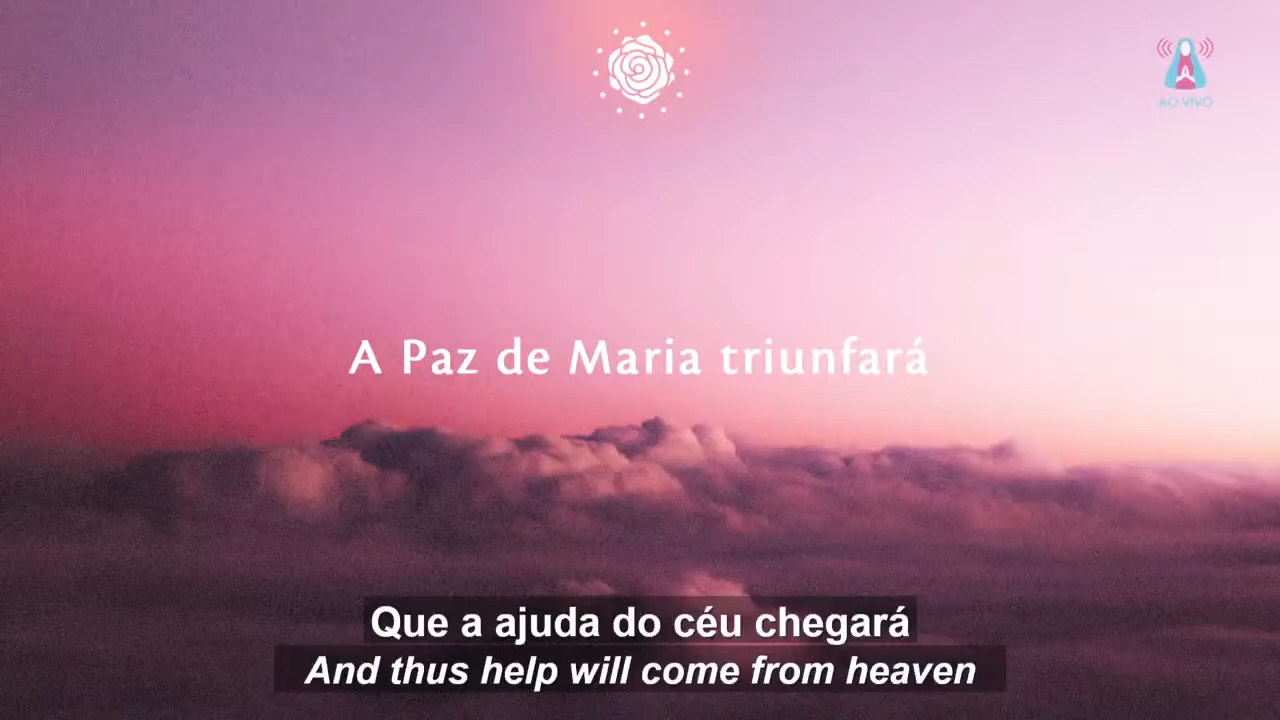 AO VIVO
A Paz de Maria triunfará
Que a ajuda do céu chegará
And thus help will come from heaven